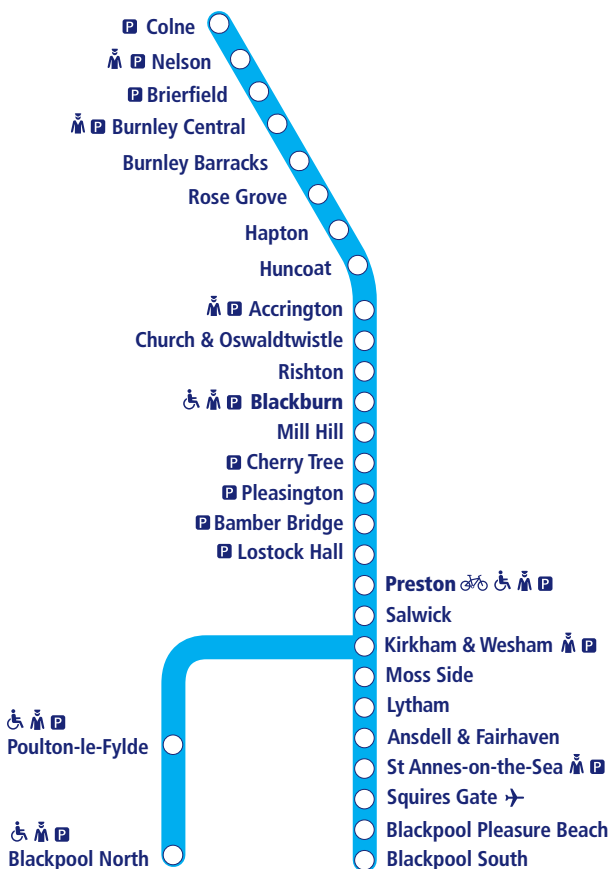 P Colne
P Nelson
P Brierfield
P Burnley Central
Burnley Barracks
Rose Grove
Hapton
Huncoat
P Accrington
Church & Oswaldtwistle
Rishton
P Blackburn
Mill Hill
P Cherry Tree
P Pleasington
P Bamber Bridge
P Lostock Hall
Preston P
Salwick
Kirkham & Wesham P
Moss Side
Lytham
Ansdell & Fairhaven
St Annes-on-the-Sea P
Squires Gate
Blackpool Pleasure Beach
Blackpool South
P
Poulton-le-Fylde
P
Blackpool North